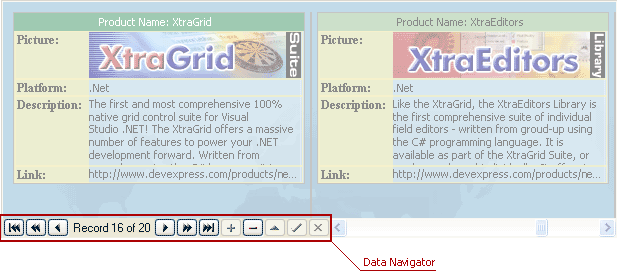 Product Name: XtraGrid
Picture:
XtraGrid
Suite
Platform:
.Net
Description:
The first and most comprehensive 100%
native grid control suite for Visual
Studio .NET! The XtraGrid offers a massive
number of features to power your .NET
development forward. Written from
Link:
http://www.devexpress.com/products/ne...
Product Name: XtraEditors
Picture:
XtraEditors
Library
Platform:
.Net
Description:
Like the XtraGrid, the XtraEditors Library is
the first comprehensive suite of individual
field editors - written from groud-up using
the C# programming language. It is
available as part of the XtraGrid Suite, or
Link:
http://www.devexpress.com/products/ne...
Record 16 of 20
Data Navigator